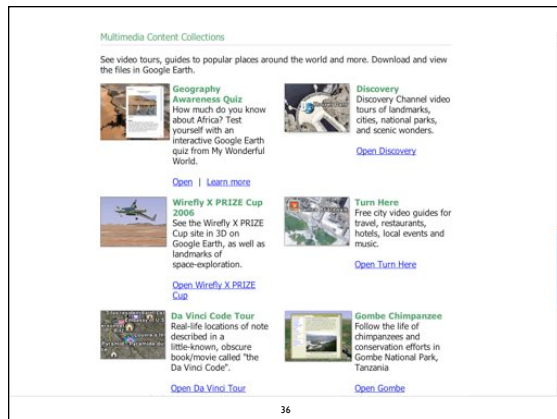 Multimedia Content Collections
See video tours, guides to popular places around the world and more. Download and view
the files in Google Earth.
Geography
Awareness Quiz
How much do you know
about Africa? Test
yourself with an
interactive Google Earth
quiz from My Wonderful
World.
Open | Learn more
Discovery
Discovery Channel video
tours of landmarks,
cities, national parks,
and scenic wonders.
Open Discovery
Wirefly X PRIZE Cup
2006
See the Wirefly X PRIZE
Cup site in 3D on
Google Earth, as well as
landmarks of
space-exploration.
Open Wirefly X PRIZE
Cup
Turn Here
Free city video guides for
travel, restaurants,
hotels, local events and
music.
Open Turn Here
Da Vinci Code Tour
Real-life locations of note
described in a
little-known, obscure
book/movie called "the
Da Vinci Code".
Open Da Vinci Tour
Gombe Chimpanzee
Follow the life of
chimpanzees and
conservation efforts in
Gombe National Park,
Tanzania
Open Gombe
36